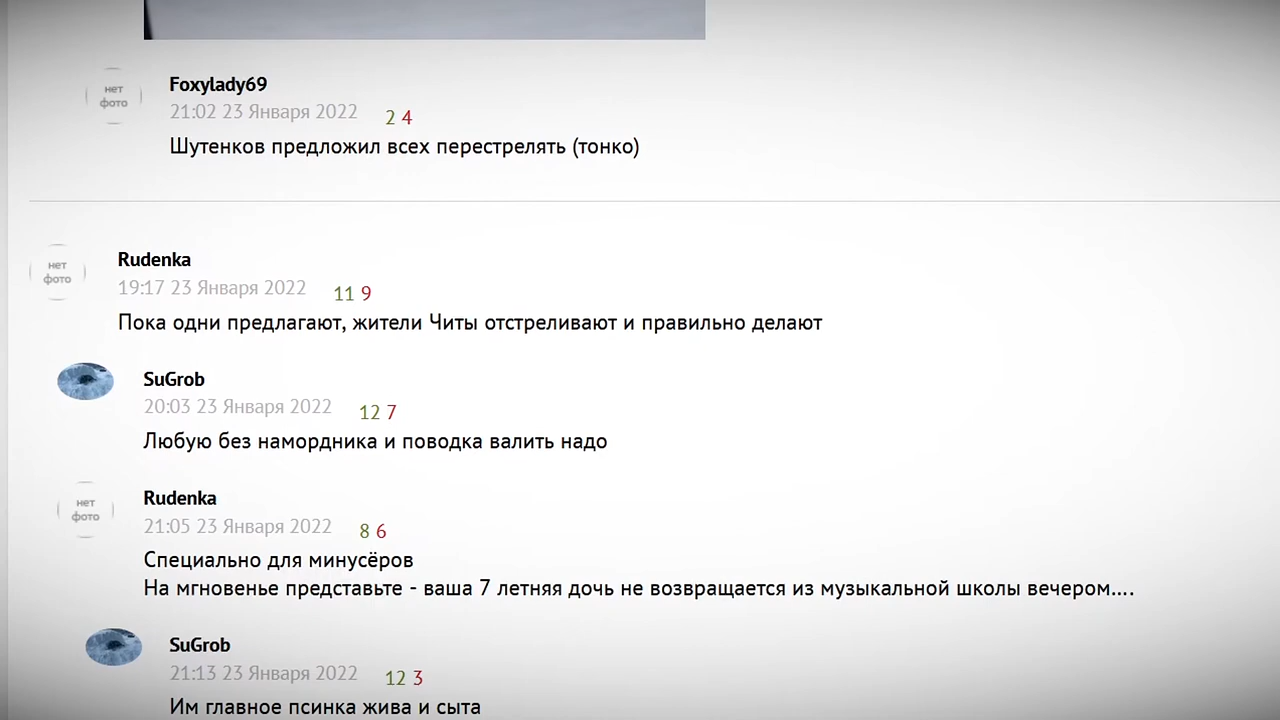 нет
фото
Foxylady69
21:02 23 Января 2022 2 4
Шутенков предложил всех перестрелять (тонко)
нет
фото
Rudenka
19:17 23 Января 2022 11 9
Пока одни предлагают, жители Читы отстреливают и правильно делают
SuGrob
20:03 23 Января 2022 12 7
Любую без намордника и поводка валить надо
нет
фото
Rudenka
21:05 23 Января 2022 8 6
Специально для минусёров
На мгновенье представьте - ваша 7 летняя дочь не возвращается из музыкальной школы вечером....
SuGrob
21:13 23 Января 2022 12 3
Им главное псинка жива и сыта